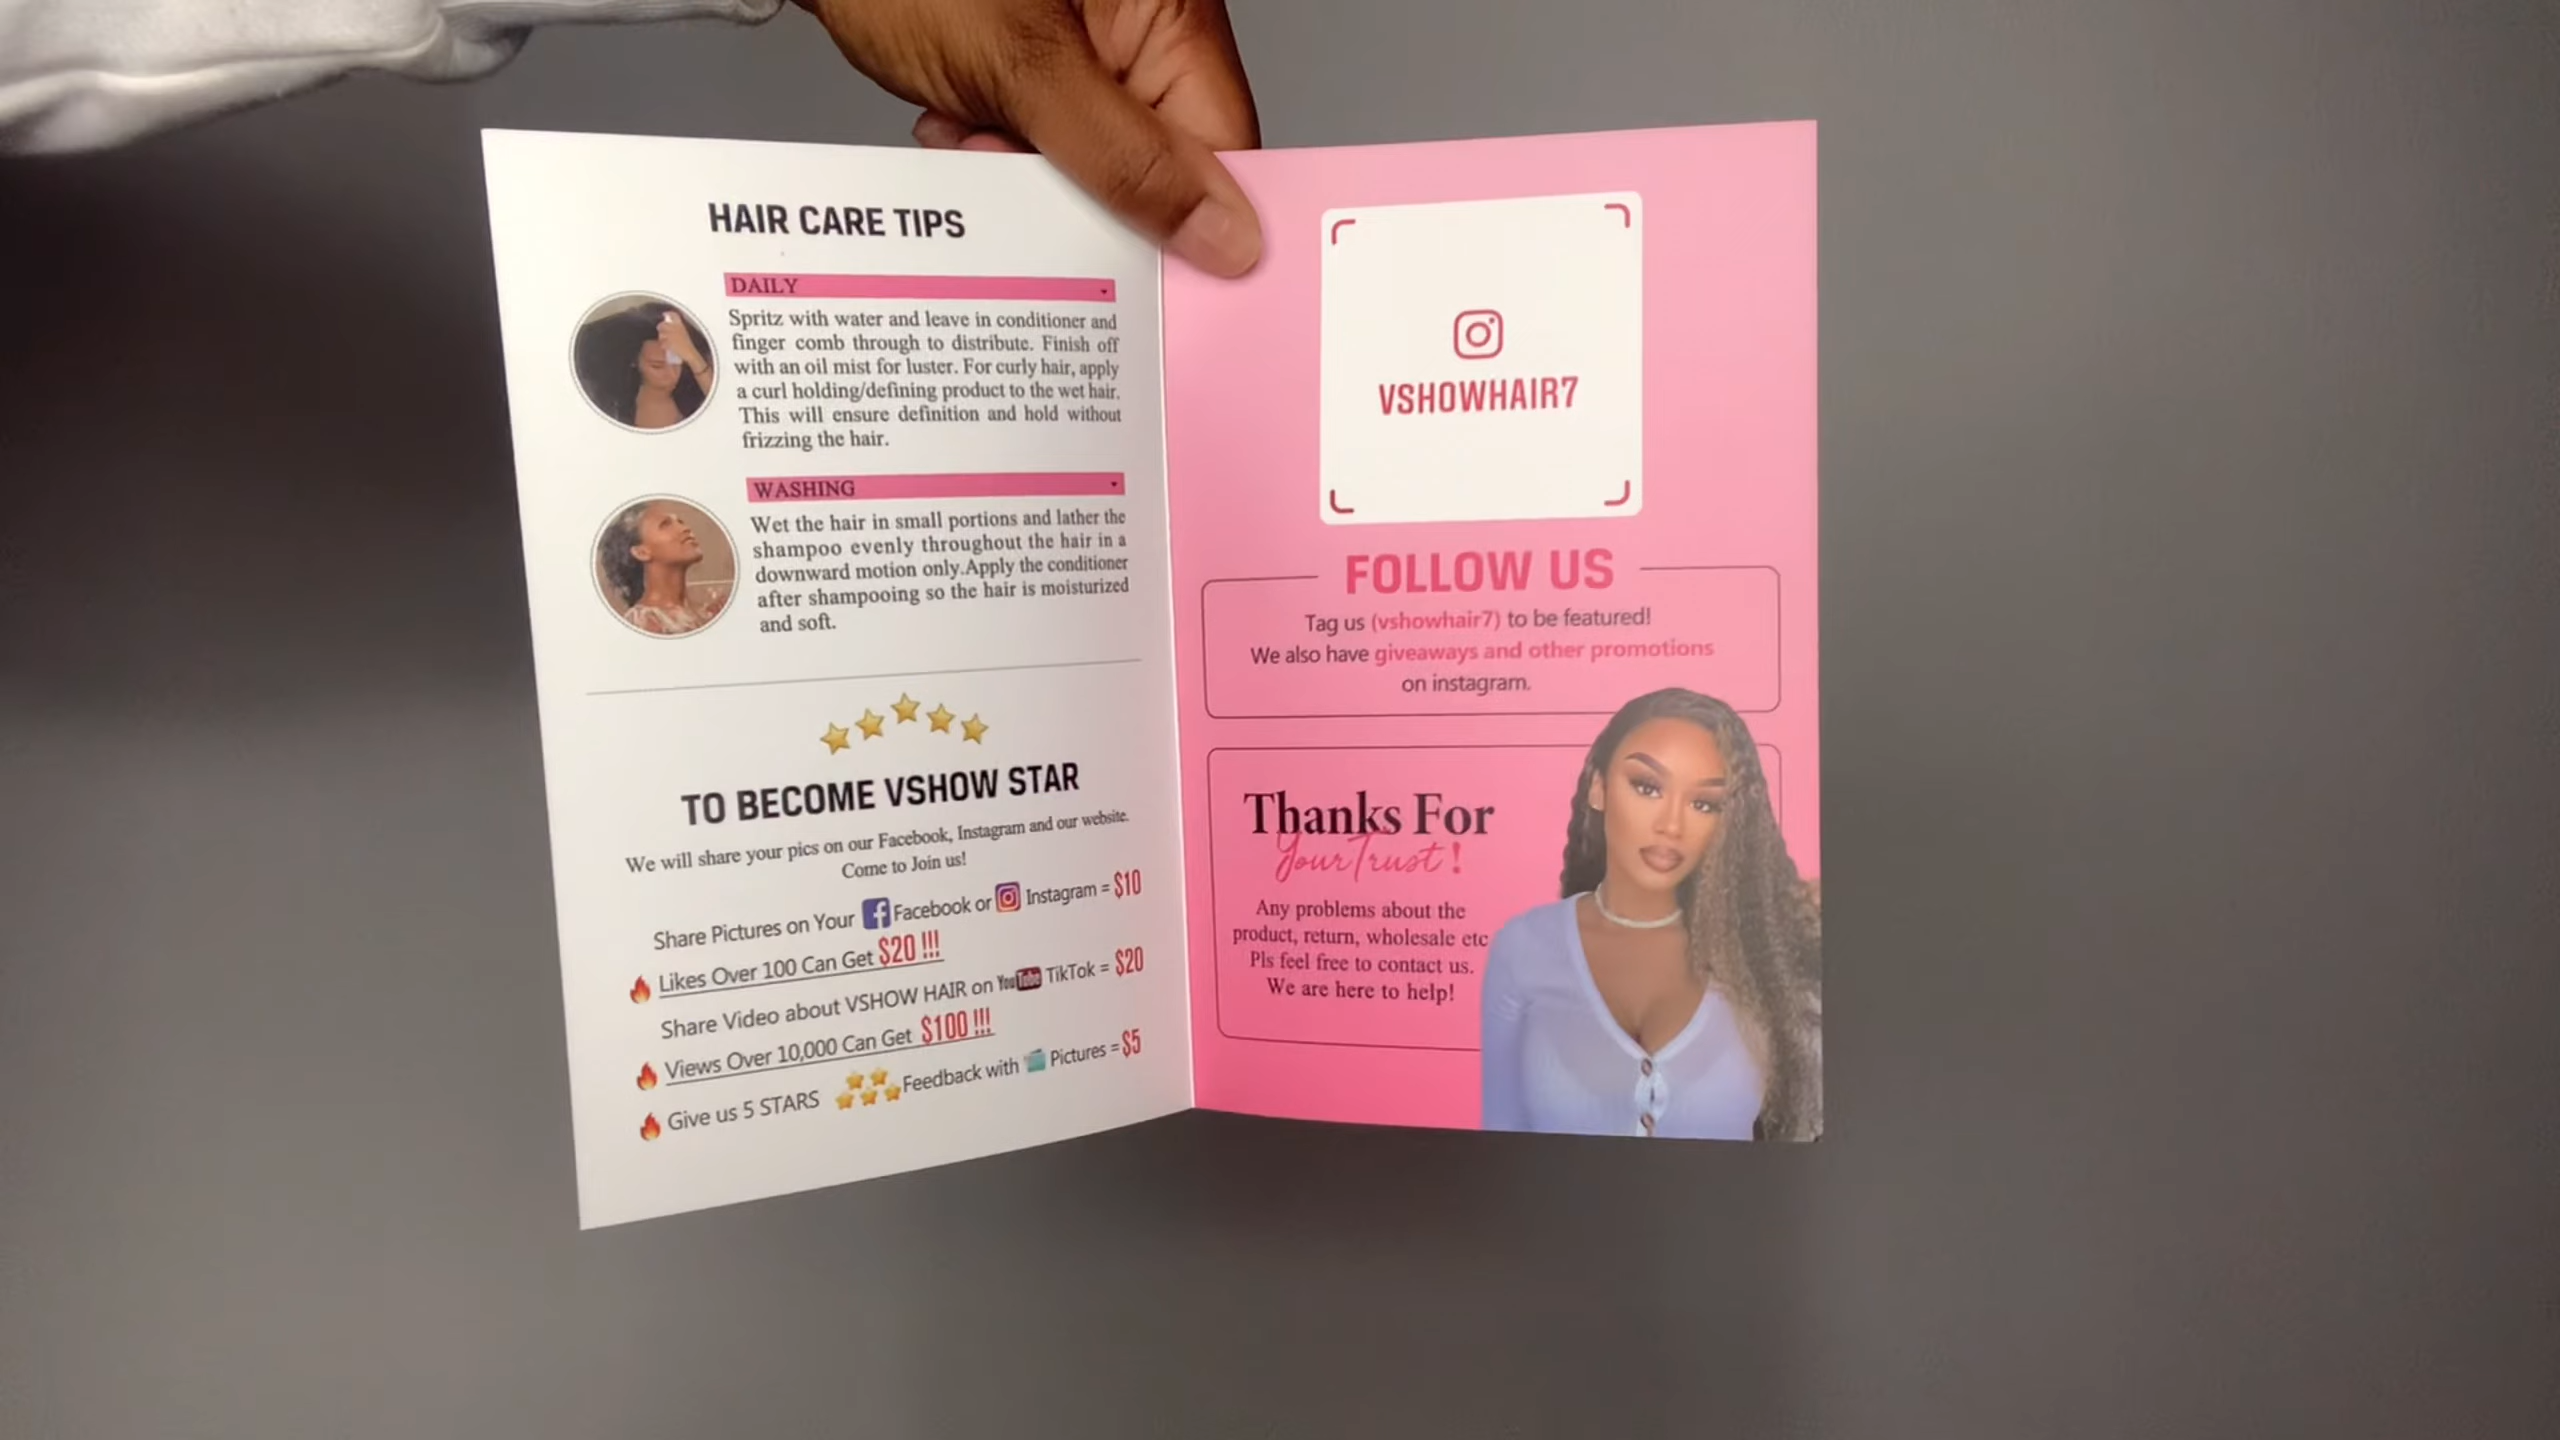 HAIR CARE TIPS
DAILY
Spritz with water and leave in conditioner and
finger comb through to distribute. Finish off
with an oil mist for luster. For curly hair, apply
a curl holding/defining product to the wet hair.
This will ensure definition and hold without
frizzing the hair.
WASHING
Wet the hair in small portions and lather the
shampoo evenly throughout the hair in a
downward motion only.Apply the conditioner
after shampooing so the hair is moisturized
and soft.
TO BECOME VSHOW STAR
We will share your pics on our Facebook, Instagram and our website.
Come to Join us!
Share Pictures on Your Facebook or Instagram = $10
Likes Over 100 Can Get $20 !!!
Share Video about VSHOW HAIR on YouTube TikTok = $20
Views Over 10,000 Can Get $100 !!!
Give us 5 STARS Feedback with Pictures = $5
VSHOWHAIR7
FOLLOW US
Tag us (vshowhair7) to be featured!
We also have giveaways and other promotions
on instagram.
Thanks For
Your Trust !
Any problems about the
product, return, wholesale etc
Pls feel free to contact us.
We are here to help!